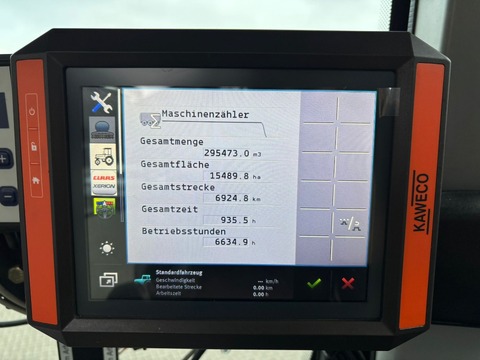 Maschinenzähler
Gesamtmenge
295473.0 m3
Gesamtfläche
15489.8 ha
Gesamtstrecke
6924.8 km
Gesamtzeit
935.5 h
Betriebsstunden
6634.9 h
CLAAS
XERION
KAWECO
Standardfahrzeug
Geschwindigkeit --- km/h
Bearbeitete Strecke 0.00 km
Arbeitszeit 0.00 h